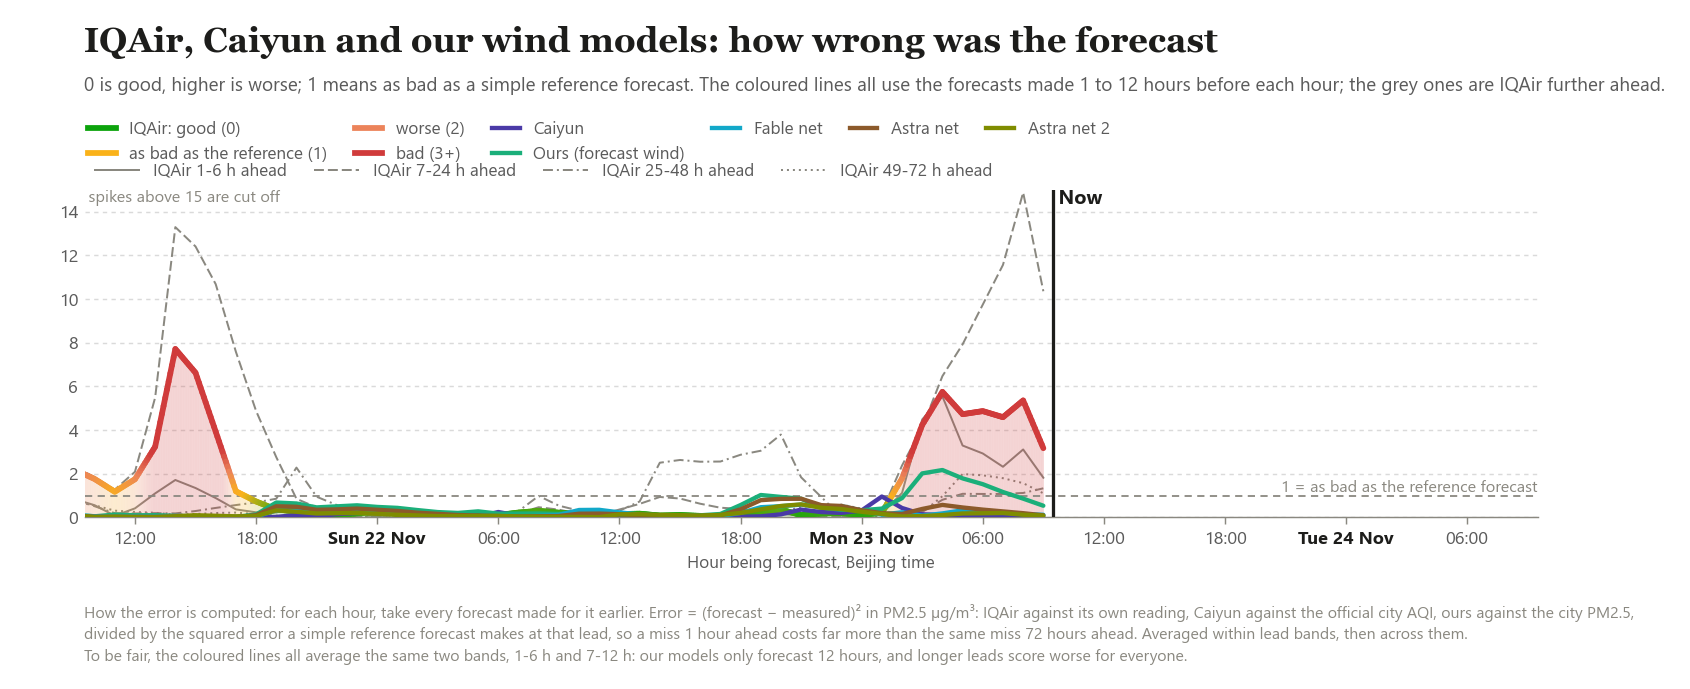 IQAir, Caiyun and our wind models: how wrong was the forecast
0 is good, higher is worse; 1 means as bad as a simple reference forecast. The coloured lines all use the forecasts made 1 to 12 hours before each hour; the grey ones are IQAir further ahead.
IQAir: good (0) worse (2) Caiyun Fable net Astra net Astra net 2
as bad as the reference (1) bad (3+) Ours (forecast wind)
IQAir 1-6 h ahead IQAir 7-24 h ahead IQAir 25-48 h ahead IQAir 49-72 h ahead
spikes above 15 are cut off
Now
14
12
10
8
6
4
2
1 = as bad as the reference forecast
0
12:00 18:00 Sun 22 Nov 06:00 12:00 18:00 Mon 23 Nov 06:00 12:00 18:00 Tue 24 Nov 06:00
Hour being forecast, Beijing time
How the error is computed: for each hour, take every forecast made for it earlier. Error = (forecast − measured)² in PM2.5 µg/m³: IQAir against its own reading, Caiyun against the official city AQI, ours against the city PM2.5,
divided by the squared error a simple reference forecast makes at that lead, so a miss 1 hour ahead costs far more than the same miss 72 hours ahead. Averaged within lead bands, then across them.
To be fair, the coloured lines all average the same two bands, 1-6 h and 7-12 h: our models only forecast 12 hours, and longer leads score worse for everyone.